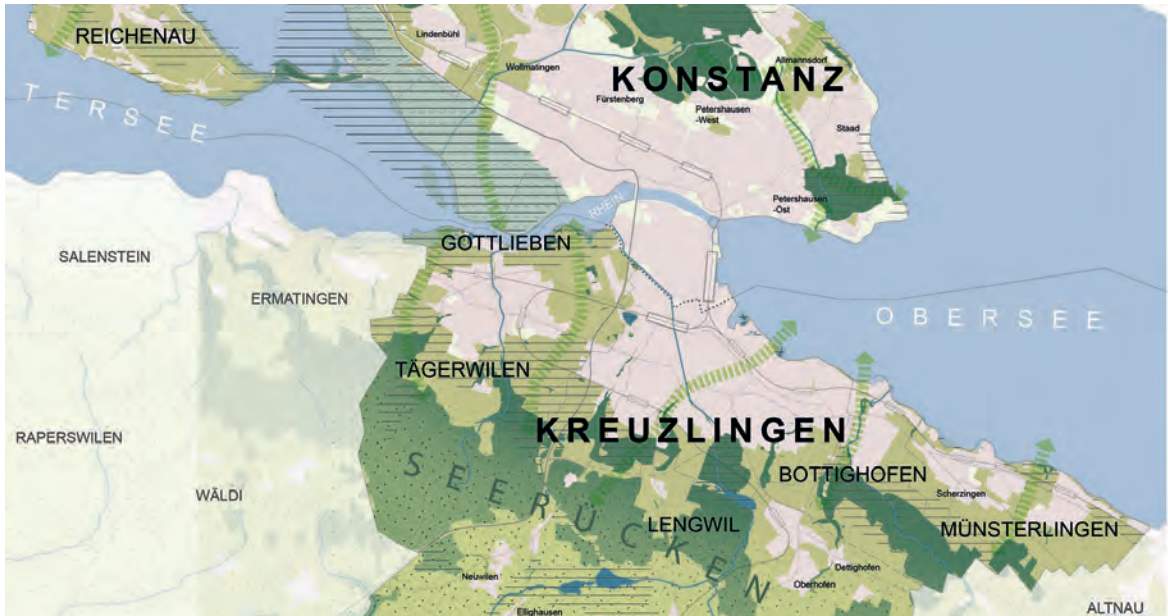 REICHENAU
Lindenbühl
Wollmatingen
KONSTANZ
Allmannsdorf
Fürstenberg
Petershausen
-West
Staad
TERSEE
Petershausen
-Ost
RHEIN
GOTTLIEBEN
SALENSTEIN
ERMATINGEN
OBERSEE
TÄGERWILEN
RAPERSWILEN
KREUZLINGEN
WÄLDI
SEERÜCKEN
BOTTIGHOFEN
Scherzingen
LENGWIL
MÜNSTERLINGEN
Neuwilen
Dettighofen
Oberhofen
Ellighausen
ALTNAU